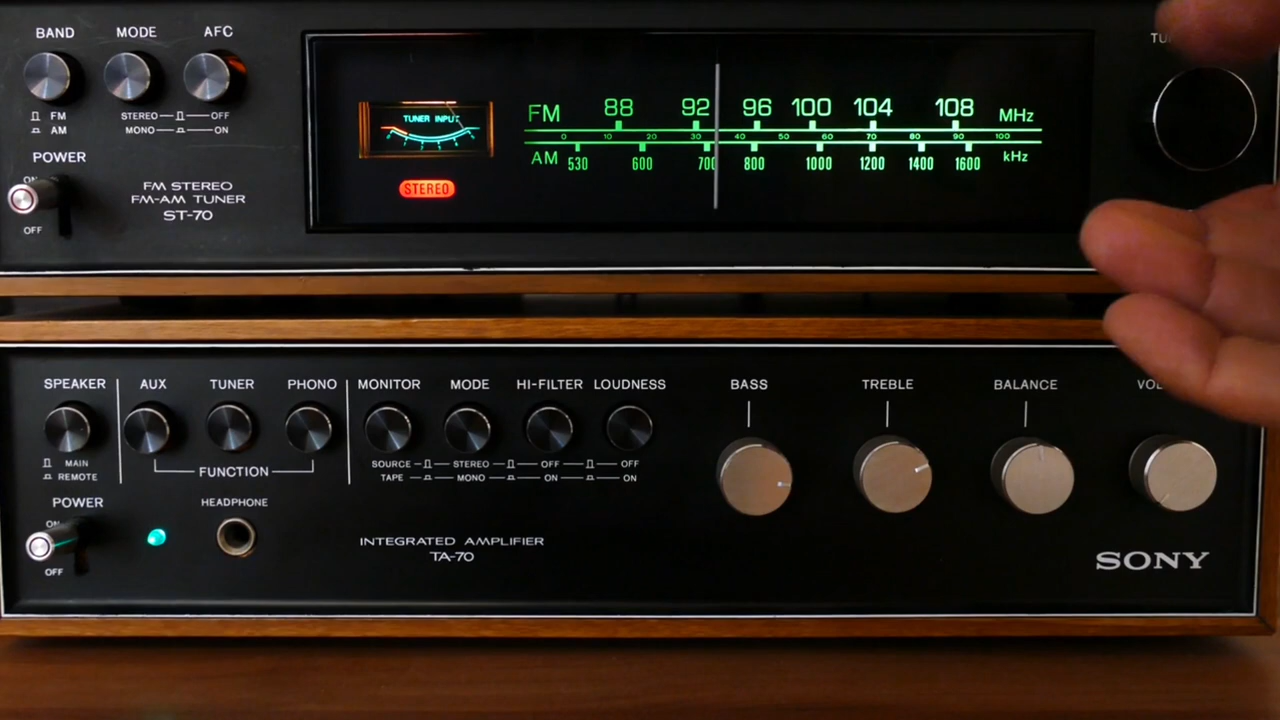 BAND MODE AFC
FM STEREO OFF
AM MONO ON
POWER
ON
OFF
FM STEREO
FM-AM TUNER
ST-70
TUNER INPUT
STEREO
FM 88 92 96 100 104 108 MHz
0 10 20 30 40 50 60 70 80 90 100
AM 530 600 700 800 1000 1200 1400 1600 kHz
SPEAKER AUX TUNER PHONO MONITOR MODE HI-FILTER LOUDNESS BASS TREBLE BALANCE
MAIN SOURCE STEREO OFF OFF
REMOTE FUNCTION TAPE MONO ON ON
POWER HEADPHONE
ON
OFF
INTEGRATED AMPLIFIER
TA-70
SONY